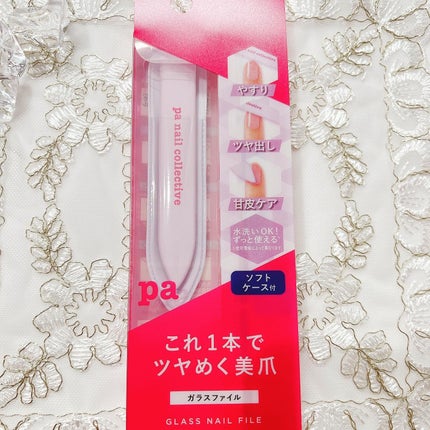 pa nail collective
やすり
ツヤ出し
甘皮ケア
水洗いOK!
ずっと使える
ソフト
ケース付
pa
これ1本で
ツヤめく美爪
ガラスファイル
GLASS NAIL FILE